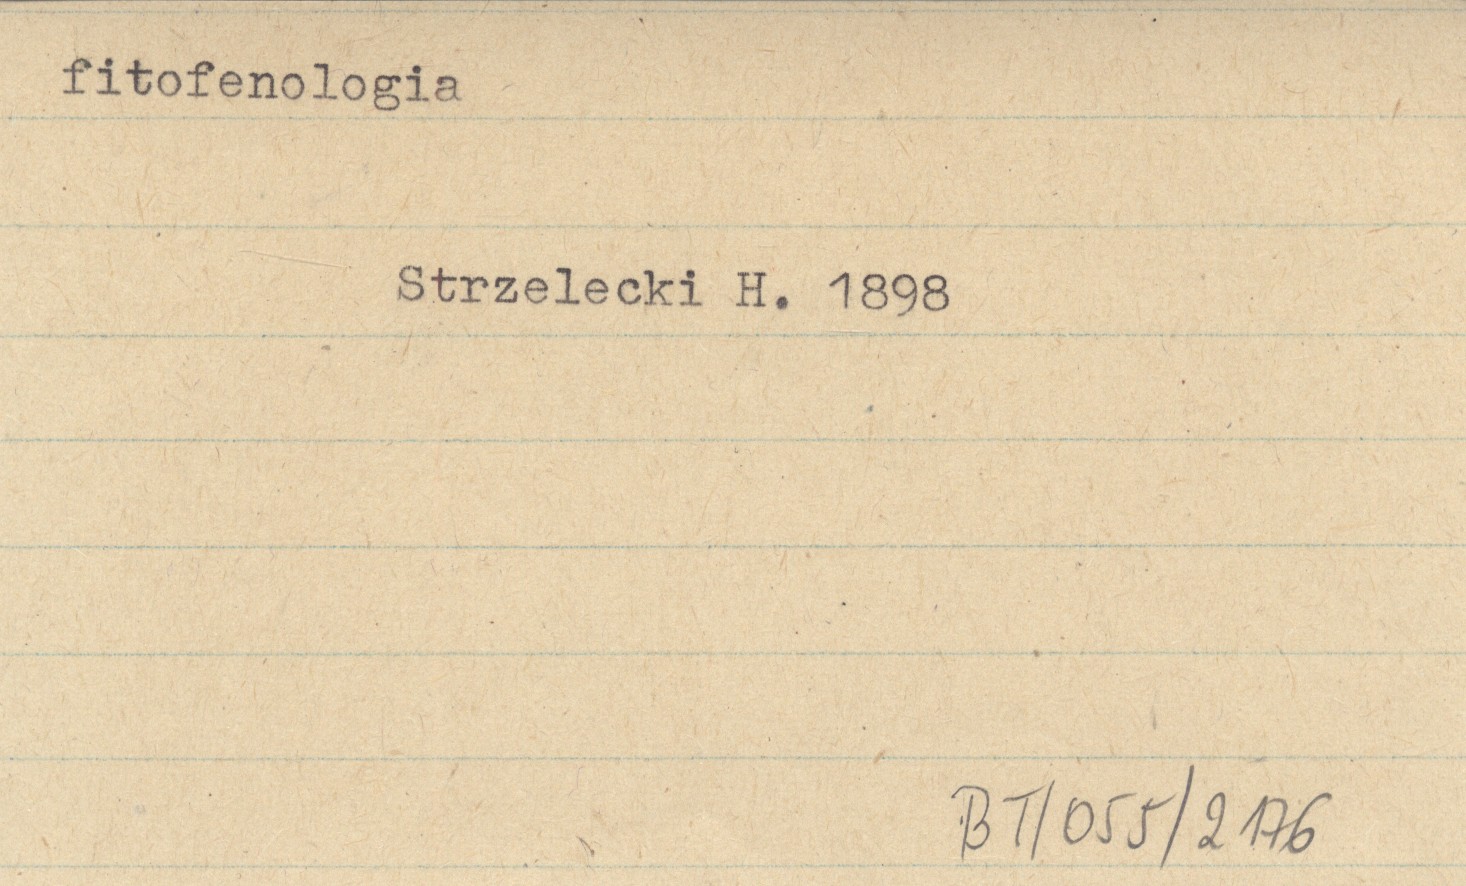 fitofenologia
Strzelecki H. 1898
BT/055/2176